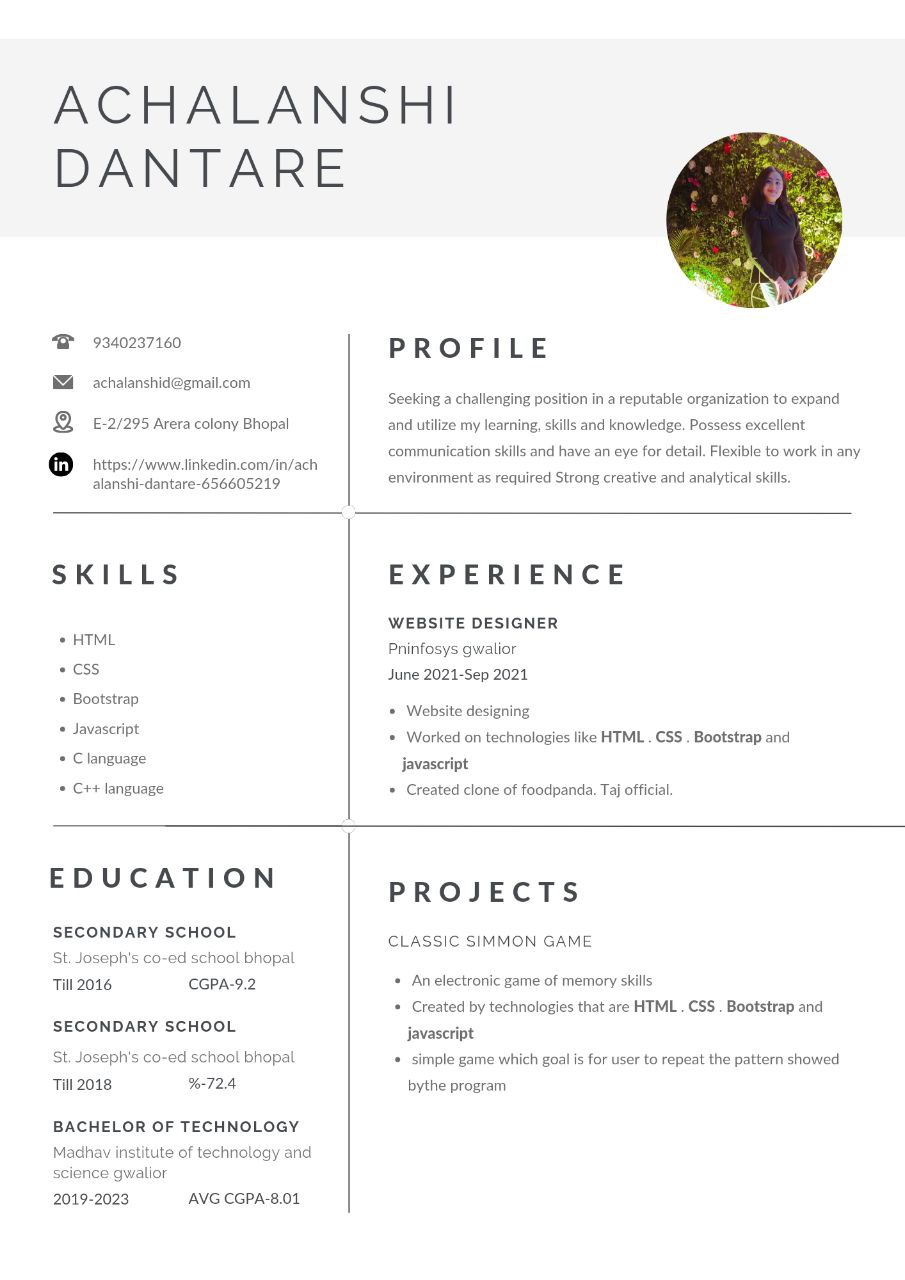 ACHALANSHI
DANTARE
9340237160
achalanshid@gmail.com
E-2/295 Arera colony Bhopal
https://www.linkedin.com/in/ach
alanshi-dantare-656605219
PROFILE
Seeking a challenging position in a reputable organization to expand
and utilize my learning, skills and knowledge. Possess excellent
communication skills and have an eye for detail. Flexible to work in any
environment as required Strong creative and analytical skills.
SKILLS
• HTML
• CSS
• Bootstrap
• Javascript
• C language
• C++ language
EXPERIENCE
WEBSITE DESIGNER
Pninfosys gwalior
June 2021-Sep 2021
• Website designing
• Worked on technologies like HTML . CSS . Bootstrap and
javascript
• Created clone of foodpanda. Taj official.
EDUCATION
SECONDARY SCHOOL
St. Joseph's co-ed school bhopal
Till 2016 CGPA-9.2
SECONDARY SCHOOL
St. Joseph's co-ed school bhopal
Till 2018 %-72.4
BACHELOR OF TECHNOLOGY
Madhav institute of technology and
science gwalior
2019-2023 AVG CGPA-8.01
PROJECTS
CLASSIC SIMMON GAME
• An electronic game of memory skills
• Created by technologies that are HTML . CSS . Bootstrap and
javascript
• simple game which goal is for user to repeat the pattern showed
bythe program